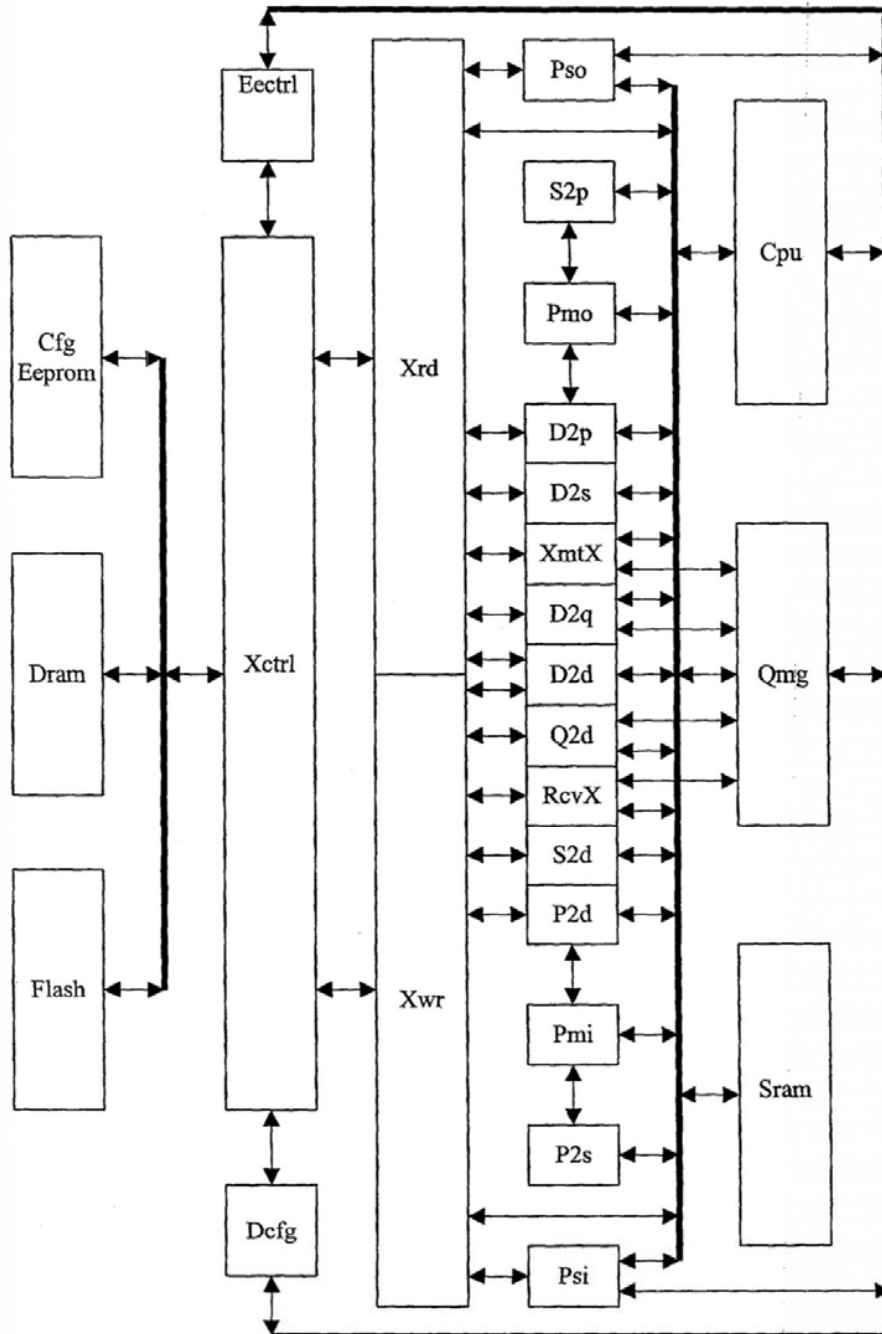 Pso
Eectrl
S2p
Cpu
Pmo
Cfg
Eeprom
Xrd
D2p
D2s
XmtX
D2q
Dram
Xctrl
D2d
Qmg
Q2d
RcvX
S2d
P2d
Flash
Xwr
Pmi
Sram
P2s
Dcfg
Psi